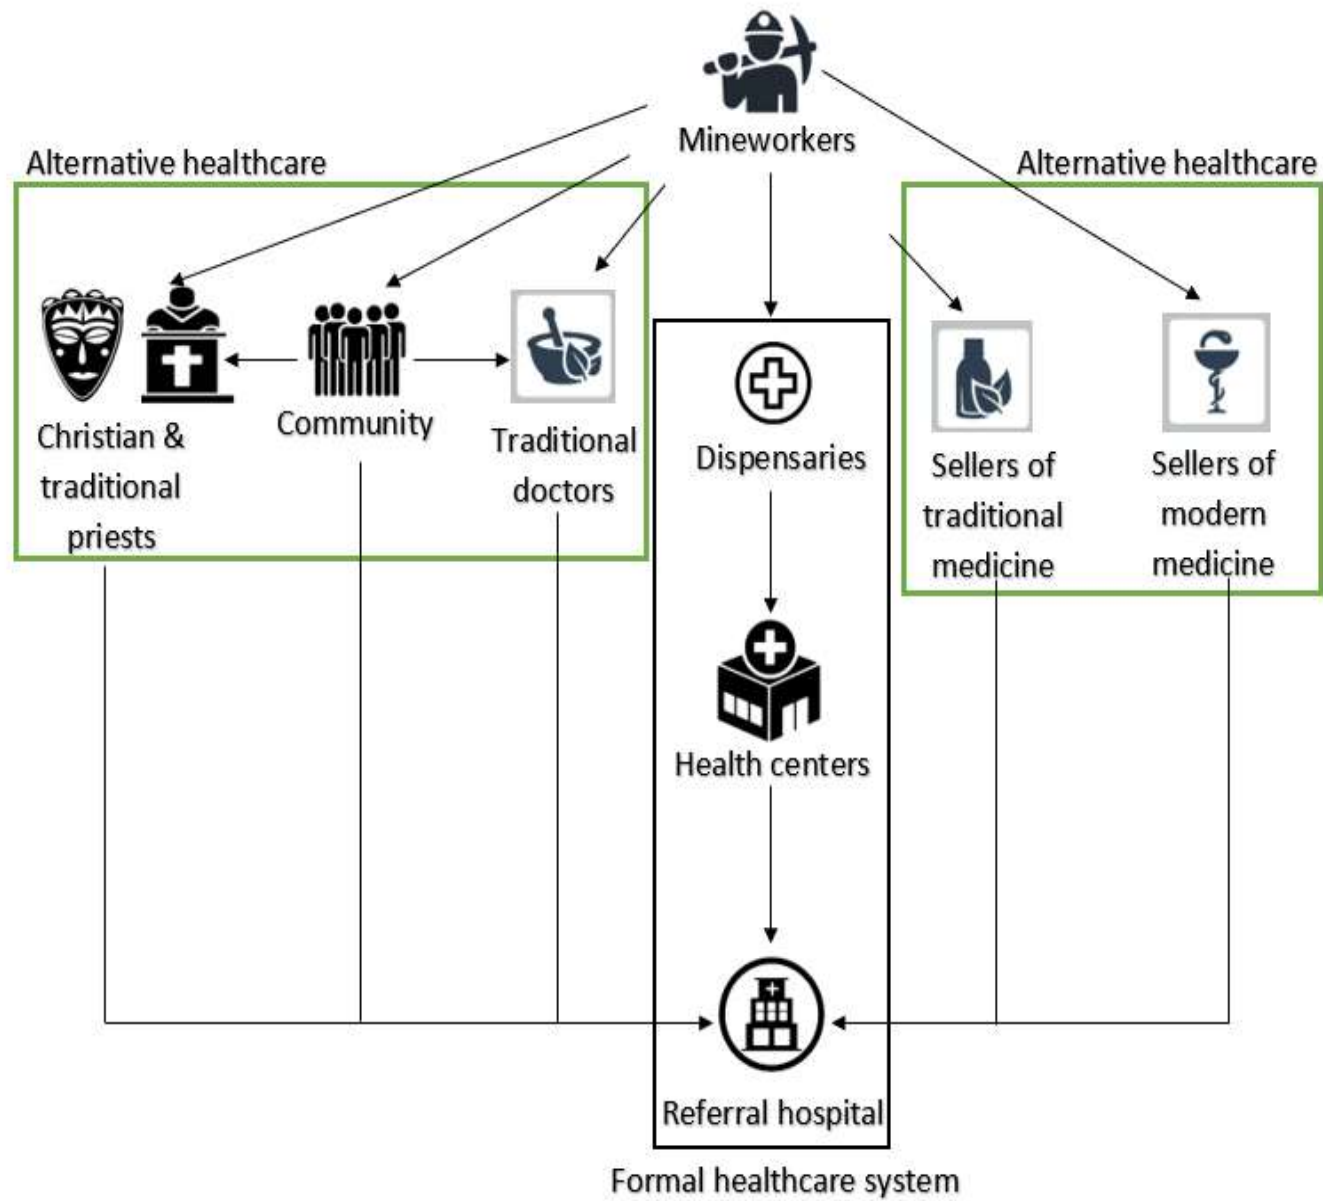 Mineworkers
Alternative healthcare
Alternative healthcare
Christian &
traditional
priests
Community
Traditional
doctors
Dispensaries
Sellers of
traditional
medicine
Sellers of
modern
medicine
Health centers
Referral hospital
Formal healthcare system